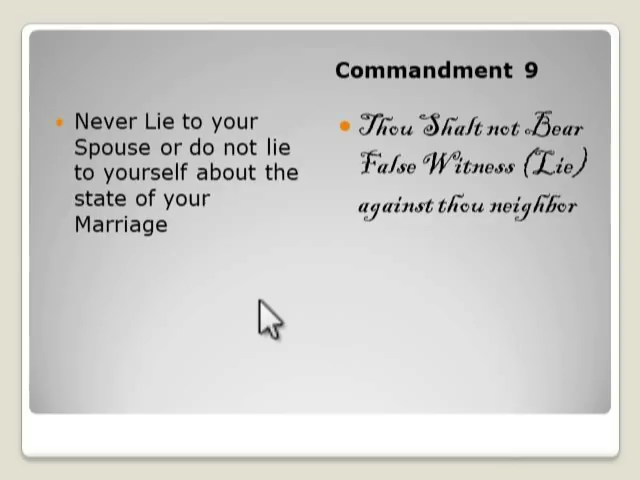 Commandment 9
Never Lie to your
Spouse or do not lie
to yourself about the
state of your
Marriage
Thou Shalt not Bear
False Witness (Lie)
against thou neighbor